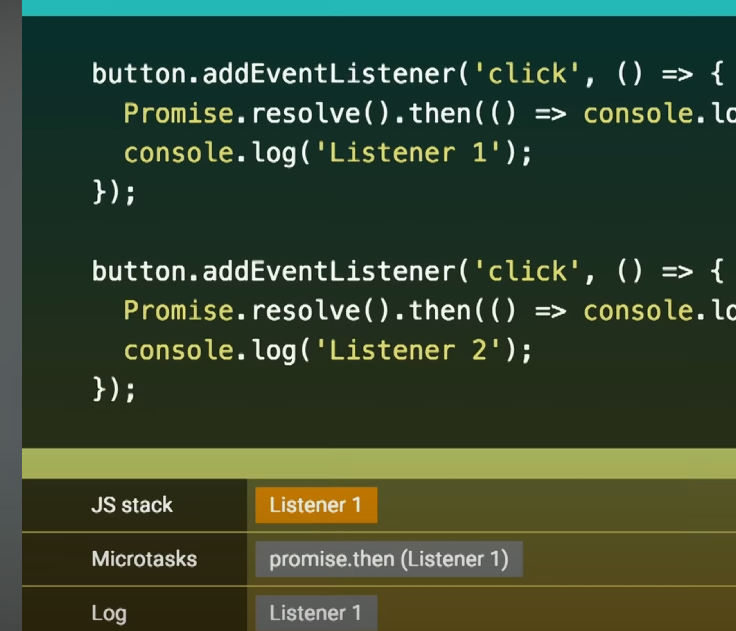 button.addEventListener('click', () => {
  Promise.resolve().then(() => console.lo
  console.log('Listener 1');
});

button.addEventListener('click', () => {
  Promise.resolve().then(() => console.lo
  console.log('Listener 2');
});
JS stack Listener 1
Microtasks promise.then (Listener 1)
Log Listener 1